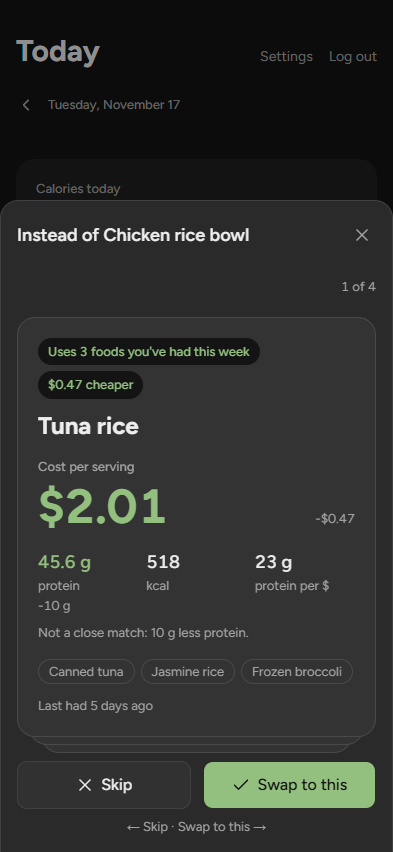 Today
Settings Log out
Tuesday, November 17
Calories today
Instead of Chicken rice bowl
1 of 4
Uses 3 foods you've had this week
$0.47 cheaper
Tuna rice
Cost per serving
$2.01 -$0.47
45.6 g 518 23 g
protein kcal protein per $
-10 g
Not a close match: 10 g less protein.
Canned tuna Jasmine rice Frozen broccoli
Last had 5 days ago
Skip Swap to this
← Skip · Swap to this →